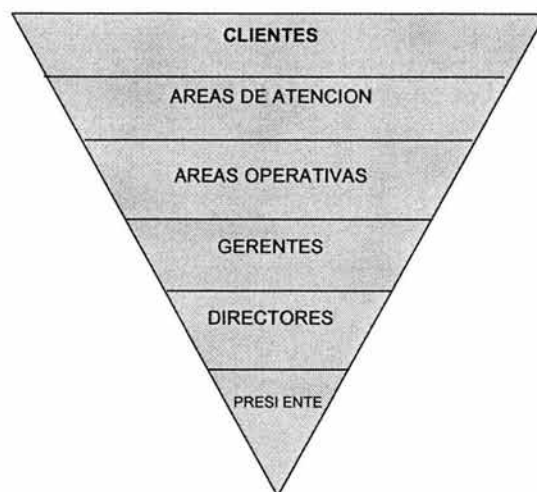 CLIENTES
AREAS DE ATENCION
AREAS OPERATIVAS
GERENTES
DIRECTORES
PRESI ENTE